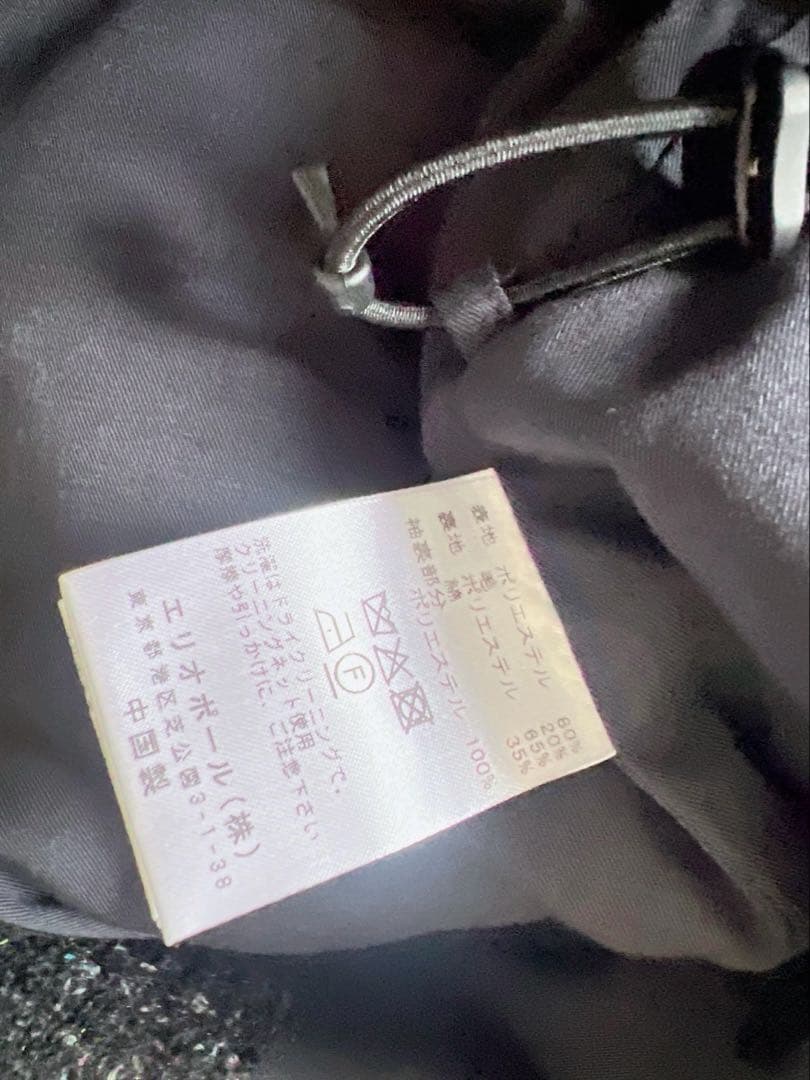 表地 ポリエステル
20%
裏地 ポリエステル 65%
綿 35%
袖裏部分
ポリエステル 100%
F
洗濯はドライクリーニングで、
クリーニングネット使用
摩擦や引っかけに、ご注意下さい
エリオポール(株)
東京都港区芝公園3-1-38
中国製